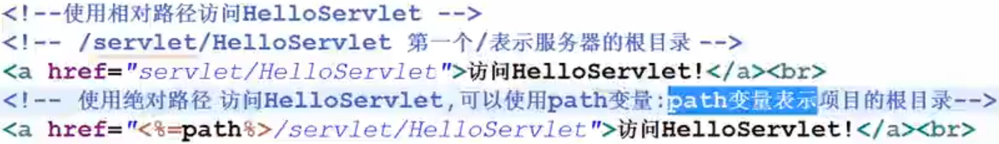 <!--使用相对路径访问HelloServlet -->
<!-- /servlet/HelloServlet 第一个/表示服务器的根目录 -->
<a href="servlet/HelloServlet">访问HelloServlet!</a><br>
<!-- 使用绝对路径 访问HelloServlet,可以使用path变量:path变量表示项目的根目录-->
<a href="<%=path%>/servlet/HelloServlet">访问HelloServlet!</a><br>